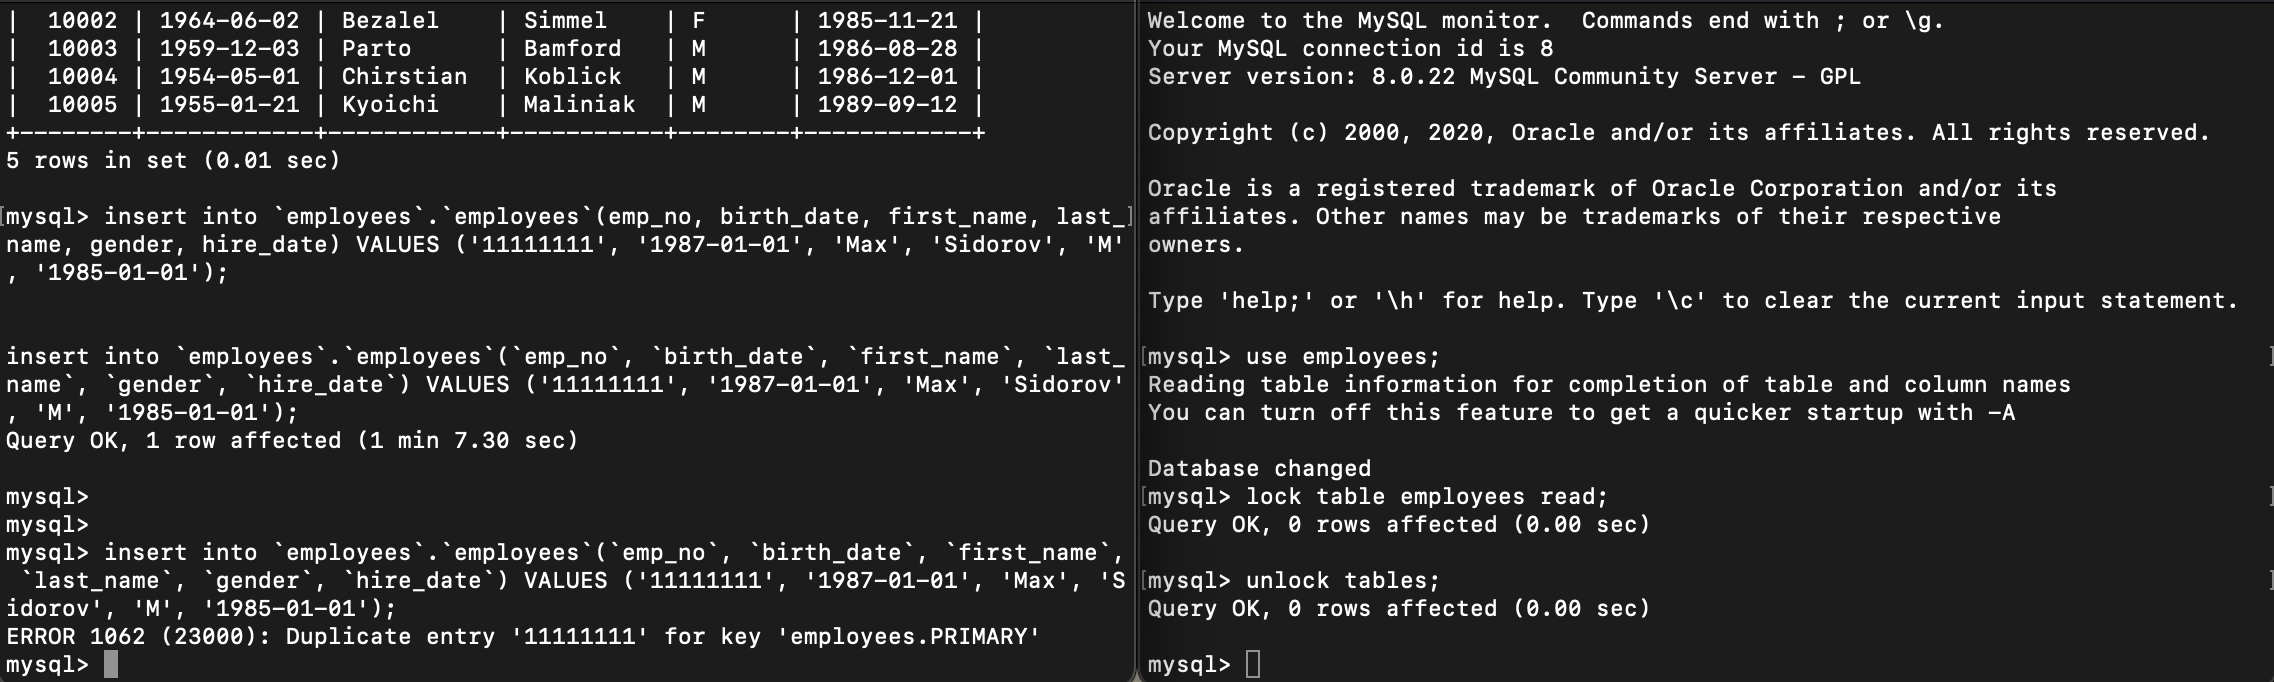 |  10002 | 1964-06-02 | Bezalel    | Simmel    | F      | 1985-11-21 |
|  10003 | 1959-12-03 | Parto      | Bamford   | M      | 1986-08-28 |
|  10004 | 1954-05-01 | Chirstian  | Koblick   | M      | 1986-12-01 |
|  10005 | 1955-01-21 | Kyoichi    | Maliniak  | M      | 1989-09-12 |
+--------+------------+------------+-----------+--------+------------+
5 rows in set (0.01 sec)
[mysql> insert into `employees`.`employees`(emp_no, birth_date, first_name, last_]
name, gender, hire_date) VALUES ('11111111', '1987-01-01', 'Max', 'Sidorov', 'M'
, '1985-01-01');
insert into `employees`.`employees`(`emp_no`, `birth_date`, `first_name`, `last_
name`, `gender`, `hire_date`) VALUES ('11111111', '1987-01-01', 'Max', 'Sidorov'
, 'M', '1985-01-01');
Query OK, 1 row affected (1 min 7.30 sec)
mysql>
mysql>
mysql> insert into `employees`.`employees`(`emp_no`, `birth_date`, `first_name`,
 `last_name`, `gender`, `hire_date`) VALUES ('11111111', '1987-01-01', 'Max', 'S
idorov', 'M', '1985-01-01');
ERROR 1062 (23000): Duplicate entry '11111111' for key 'employees.PRIMARY'
mysql>
Welcome to the MySQL monitor.  Commands end with ; or \g.
Your MySQL connection id is 8
Server version: 8.0.22 MySQL Community Server - GPL
Copyright (c) 2000, 2020, Oracle and/or its affiliates. All rights reserved.
Oracle is a registered trademark of Oracle Corporation and/or its
affiliates. Other names may be trademarks of their respective
owners.
Type 'help;' or '\h' for help. Type '\c' to clear the current input statement.
[mysql> use employees; ]
Reading table information for completion of table and column names
You can turn off this feature to get a quicker startup with -A
Database changed
[mysql> lock table employees read; ]
Query OK, 0 rows affected (0.00 sec)
[mysql> unlock tables; ]
Query OK, 0 rows affected (0.00 sec)
mysql>